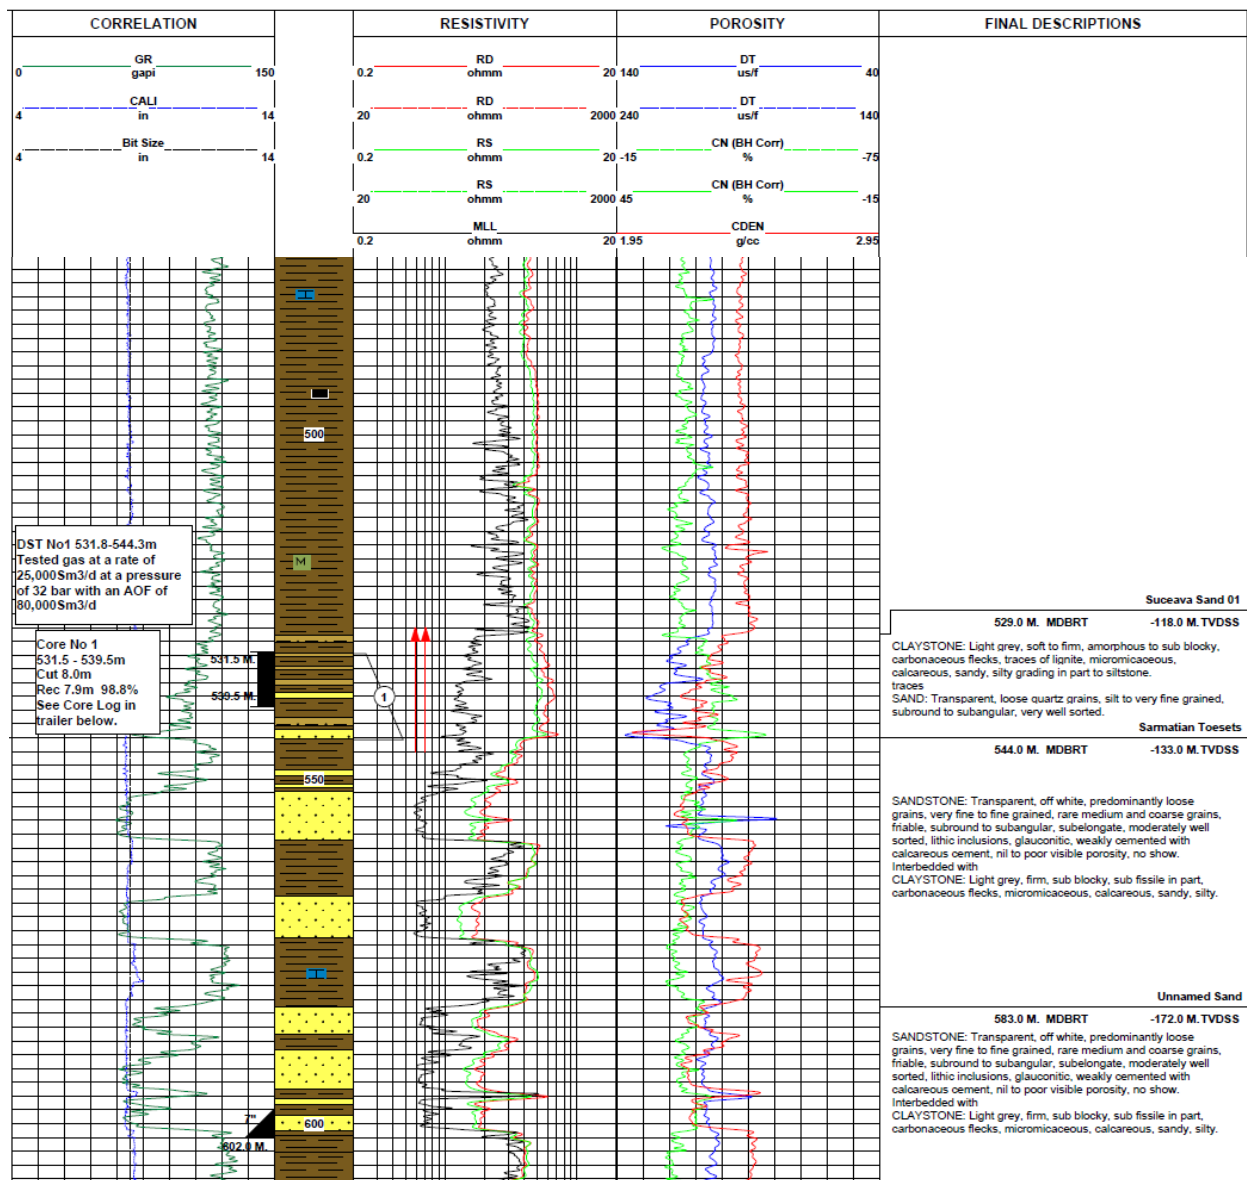 CORRELATION
RESISTIVITY
POROSITY
FINAL DESCRIPTIONS
GR
0 gapi 150
CALI
4 in 14
Bit Size
4 in 14
RD
0.2 ohmm 20
RD
20 ohmm 2000
RS
0.2 ohmm 20
RS
20 ohmm 2000
MLL
0.2 ohmm 20
DT
140 us/f 40
DT
240 us/f 140
CN (BH Corr)
-15 % -75
CN (BH Corr)
45 % -15
CDEN
1.95 g/cc 2.95
500
M
DST No1 531.8-544.3m
Tested gas at a rate of
25,000Sm3/d at a pressure
of 32 bar with an AOF of
80,000Sm3/d
Core No 1
531.5 - 539.5m
Cut 8.0m
Rec 7.9m 98.8%
See Core Log in
trailer below.
531.5 M.
539.5 M.
1
550
7"
600
602.0 M.
Suceava Sand 01
529.0 M. MDBRT -118.0 M.TVDSS
CLAYSTONE: Light grey, soft to firm, amorphous to sub blocky,
carbonaceous flecks, traces of lignite, micromicaceous,
calcareous, sandy, silty grading in part to siltstone.
traces
SAND: Transparent, loose quartz grains, silt to very fine grained,
subround to subangular, very well sorted.
Sarmatian Toesets
544.0 M. MDBRT -133.0 M.TVDSS
SANDSTONE: Transparent, off white, predominantly loose
grains, very fine to fine grained, rare medium and coarse grains,
friable, subround to subangular, subelongate, moderately well
sorted, lithic inclusions, glauconitic, weakly cemented with
calcareous cement, nil to poor visible porosity, no show.
Interbedded with
CLAYSTONE: Light grey, firm, sub blocky, sub fissile in part,
carbonaceous flecks, micromicaceous, calcareous, sandy, silty.
Unnamed Sand
583.0 M. MDBRT -172.0 M.TVDSS
SANDSTONE: Transparent, off white, predominantly loose
grains, very fine to fine grained, rare medium and coarse grains,
friable, subround to subangular, subelongate, moderately well
sorted, lithic inclusions, glauconitic, weakly cemented with
calcareous cement, nil to poor visible porosity, no show.
Interbedded with
CLAYSTONE: Light grey, firm, sub blocky, sub fissile in part,
carbonaceous flecks, micromicaceous, calcareous, sandy, silty.